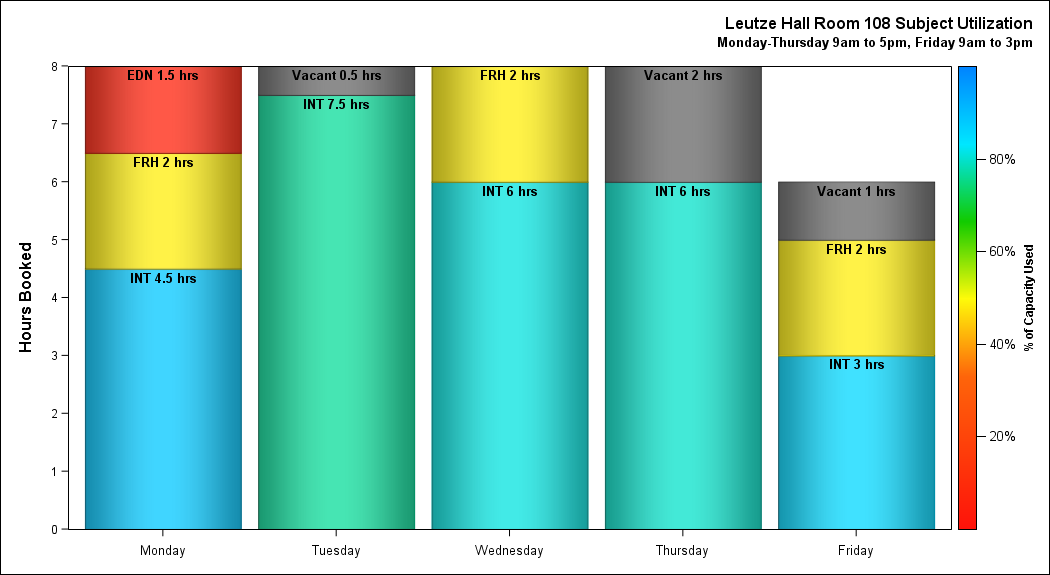 Leutze Hall Room 108 Subject Utilization
Monday-Thursday 9am to 5pm, Friday 9am to 3pm
Hours Booked
8
7
6
5
4
3
2
1
0
EDN 1.5 hrs
FRH 2 hrs
INT 4.5 hrs
Vacant 0.5 hrs
INT 7.5 hrs
FRH 2 hrs
INT 6 hrs
Vacant 2 hrs
INT 6 hrs
Vacant 1 hrs
FRH 2 hrs
INT 3 hrs
Monday
Tuesday
Wednesday
Thursday
Friday
80%
60%
40%
20%
% of Capacity Used